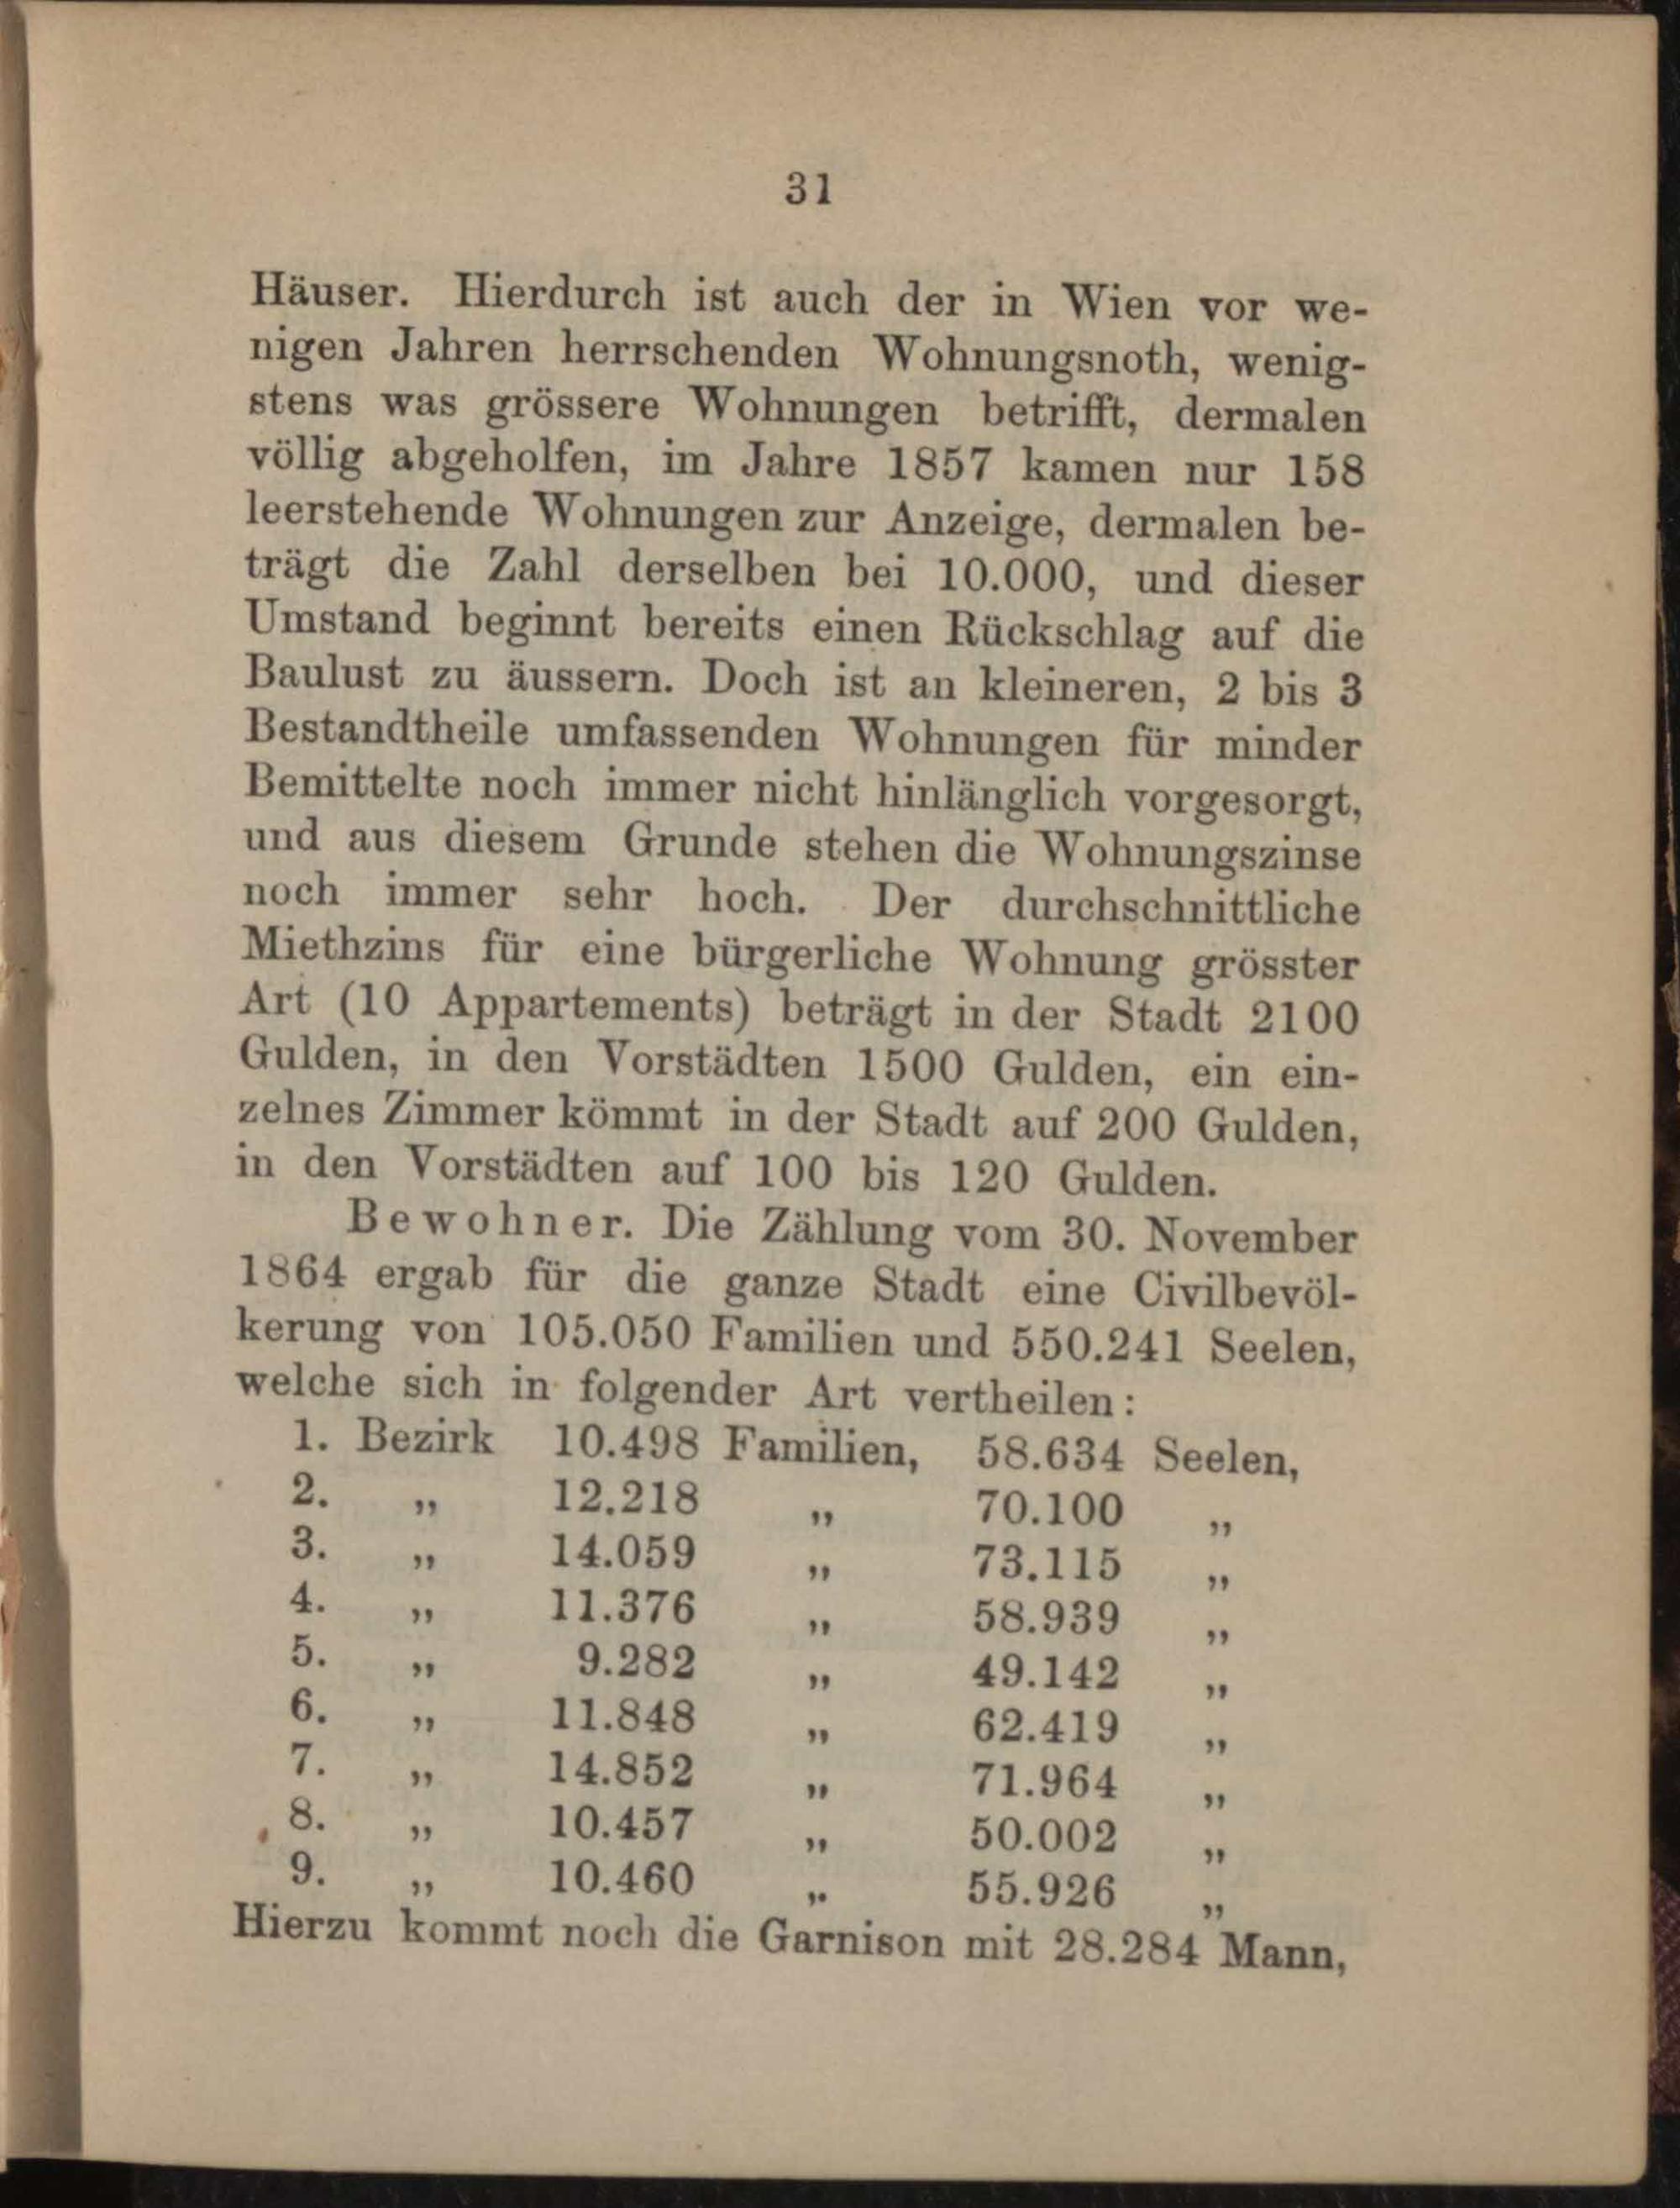 31
Häuser. Hierdurch ist auch der in Wien vor we-
nigen Jahren herrschenden Wohnungsnoth, wenig-
stens was grössere Wohnungen betrifft, dermalen
völlig abgeholfen, im Jahre 1857 kamen nur 158
leerstehende Wohnungen zur Anzeige, dermalen be-
trägt die Zahl derselben bei 10.000, und dieser
Umstand beginnt bereits einen Rückschlag auf die
Baulust zu äussern. Doch ist an kleineren, 2 bis 3
Bestandtheile umfassenden Wohnungen für minder
Bemittelte noch immer nicht hinlänglich vorgesorgt,
und aus diesem Grunde stehen die Wohnungszinse
noch immer sehr hoch. Der durchschnittliche
Miethzins für eine bürgerliche Wohnung grösster
Art (10 Appartements) beträgt in der Stadt 2100
Gulden, in den Vorstädten 1500 Gulden, ein ein-
zelnes Zimmer kömmt in der Stadt auf 200 Gulden,
in den Vorstädten auf 100 bis 120 Gulden.
Bewohner. Die Zählung vom 30. November
1864 ergab für die ganze Stadt eine Civilbevöl-
kerung von 105.050 Familien und 550.241 Seelen,
welche sich in folgender Art vertheilen:
1. Bezirk 10.498 Familien, 58.634 Seelen,
2. „ 12.218 „ 70.100 „
3. „ 14.059 „ 73.115 „
4. „ 11.376 „ 58.939 „
5. „ 9.282 „ 49.142 „
6. „ 11.848 „ 62.419 „
7. „ 14.852 „ 71.964 „
8. „ 10.457 „ 50.002 „
9. „ 10.460 „ 55.926 „
Hierzu kommt noch die Garnison mit 28.284 Mann,